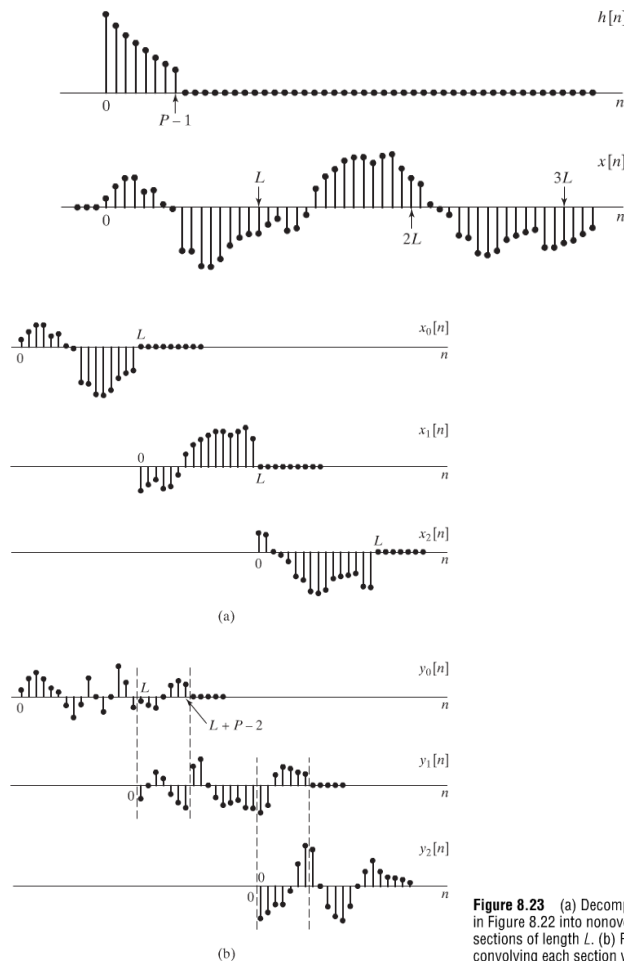 h[n]
0
n
P − 1
x[n]
L
3L
0
n
2L
x0[n]
L
0
n
x1[n]
0
L
n
x2[n]
L
0
n
(a)
y0[n]
L
0
n
L + P − 2
y1[n]
0
n
y2[n]
0
0
n
(b)
Figure 8.23 (a) Decomp
in Figure 8.22 into nonove
sections of length L. (b) R
convolving each section w